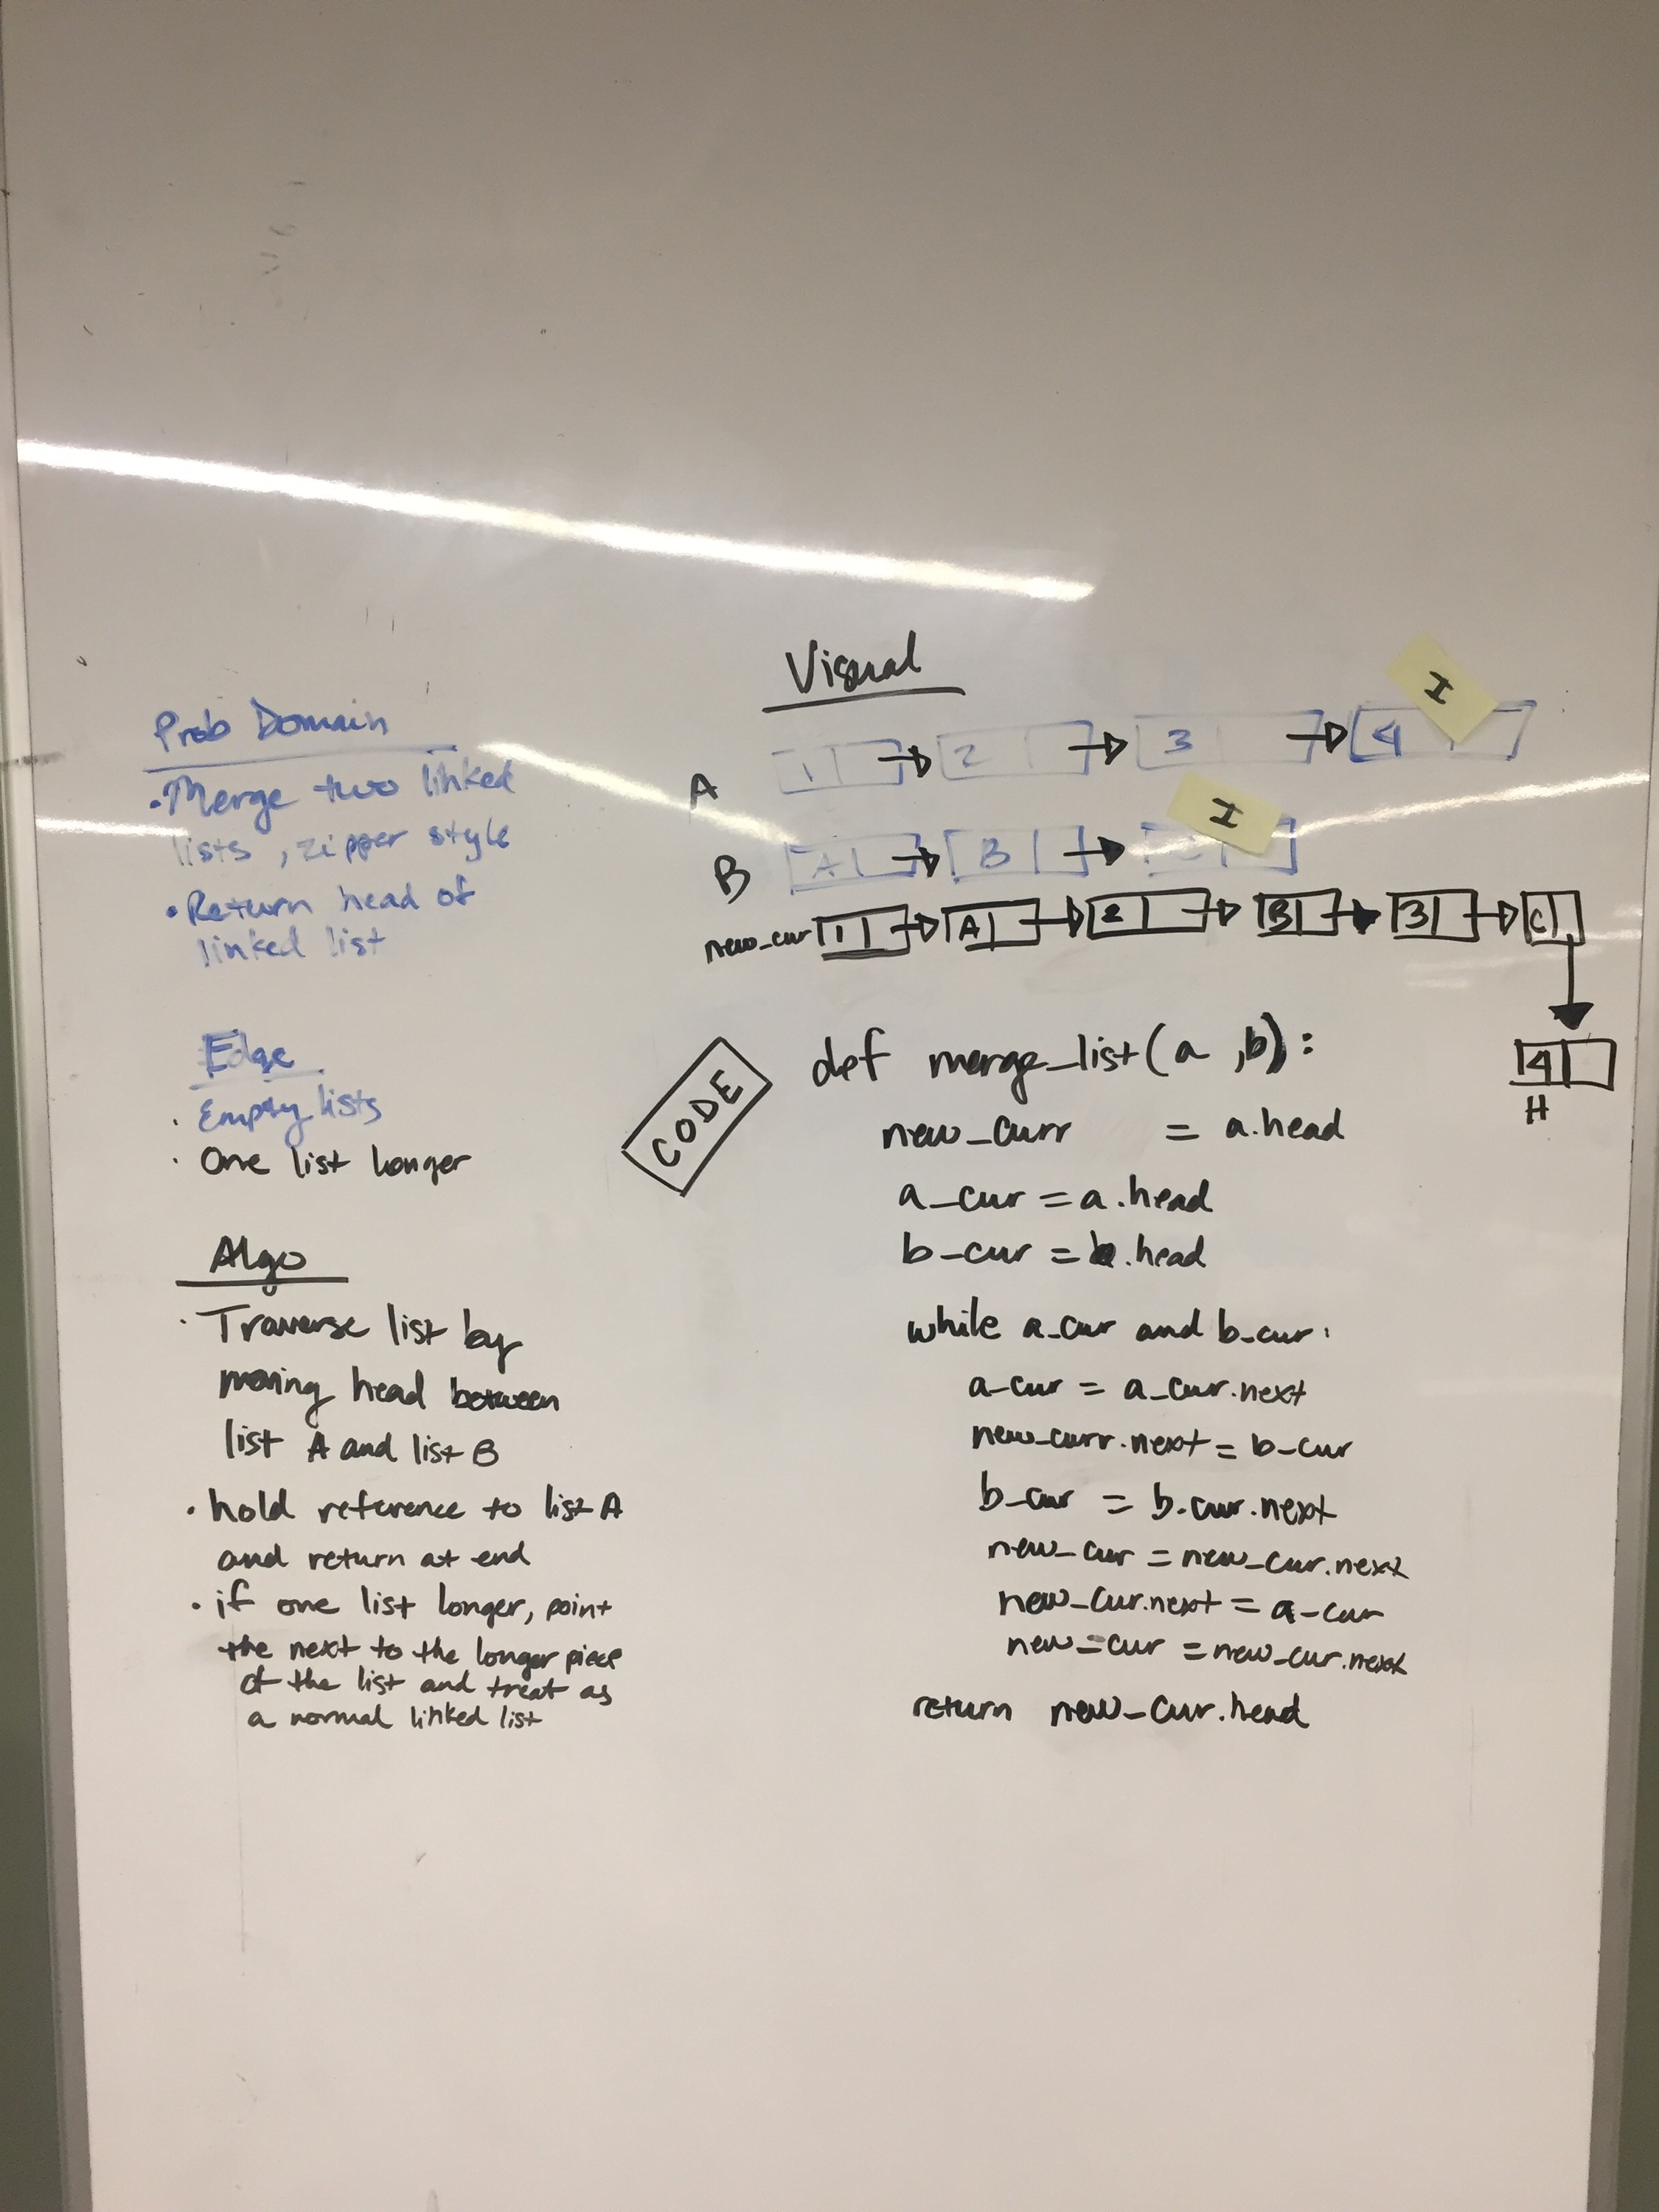 Prob Domain
• Merge two linked
lists, zipper style
• Return head of
linked list
Edge
• Empty lists
• One list longer
Algo
• Traverse list by
moving head between
list A and list B
• hold reference to list A
and return at end
• if one list longer, point
the next to the longer piece
of the list and treat as
a normal linked list
Visual
I
A 1 2 3 4
I
B A B
new_cur 1 A 2 B 3 C
4
H
CODE
def merge_list(a, b):
new_curr = a.head
a_cur = a.head
b_cur = b.head
while a_cur and b_cur:
a_cur = a_cur.next
new_curr.next = b_cur
b_cur = b.cur.next
new_cur = new_cur.next
new_cur.next = a_cur
new_cur = new_cur.next
return new_cur.head